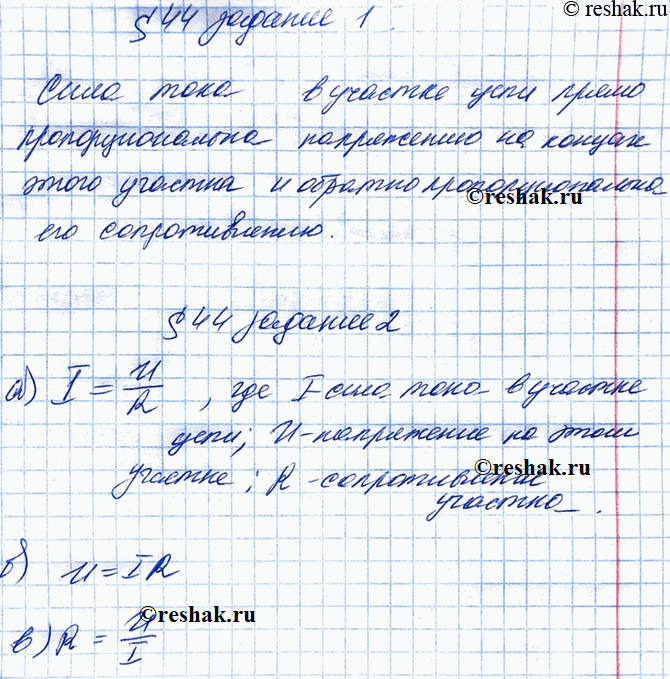 ©reshak.ru
§ 44 задание 1.
Сила тока в участке цепи прямо
пропорциональна напряжению на концах
этого участка и обратно пропорциональна
©reshak.ru
его сопротивлению.
§ 44 задание 2
а) I = U/R, где I-сила тока в участке
цепи; U-напряжение на этом
©reshak.ru
участке; R-сопротивление
участка.
б) U = IR
©reshak.ru
в) R = U/I